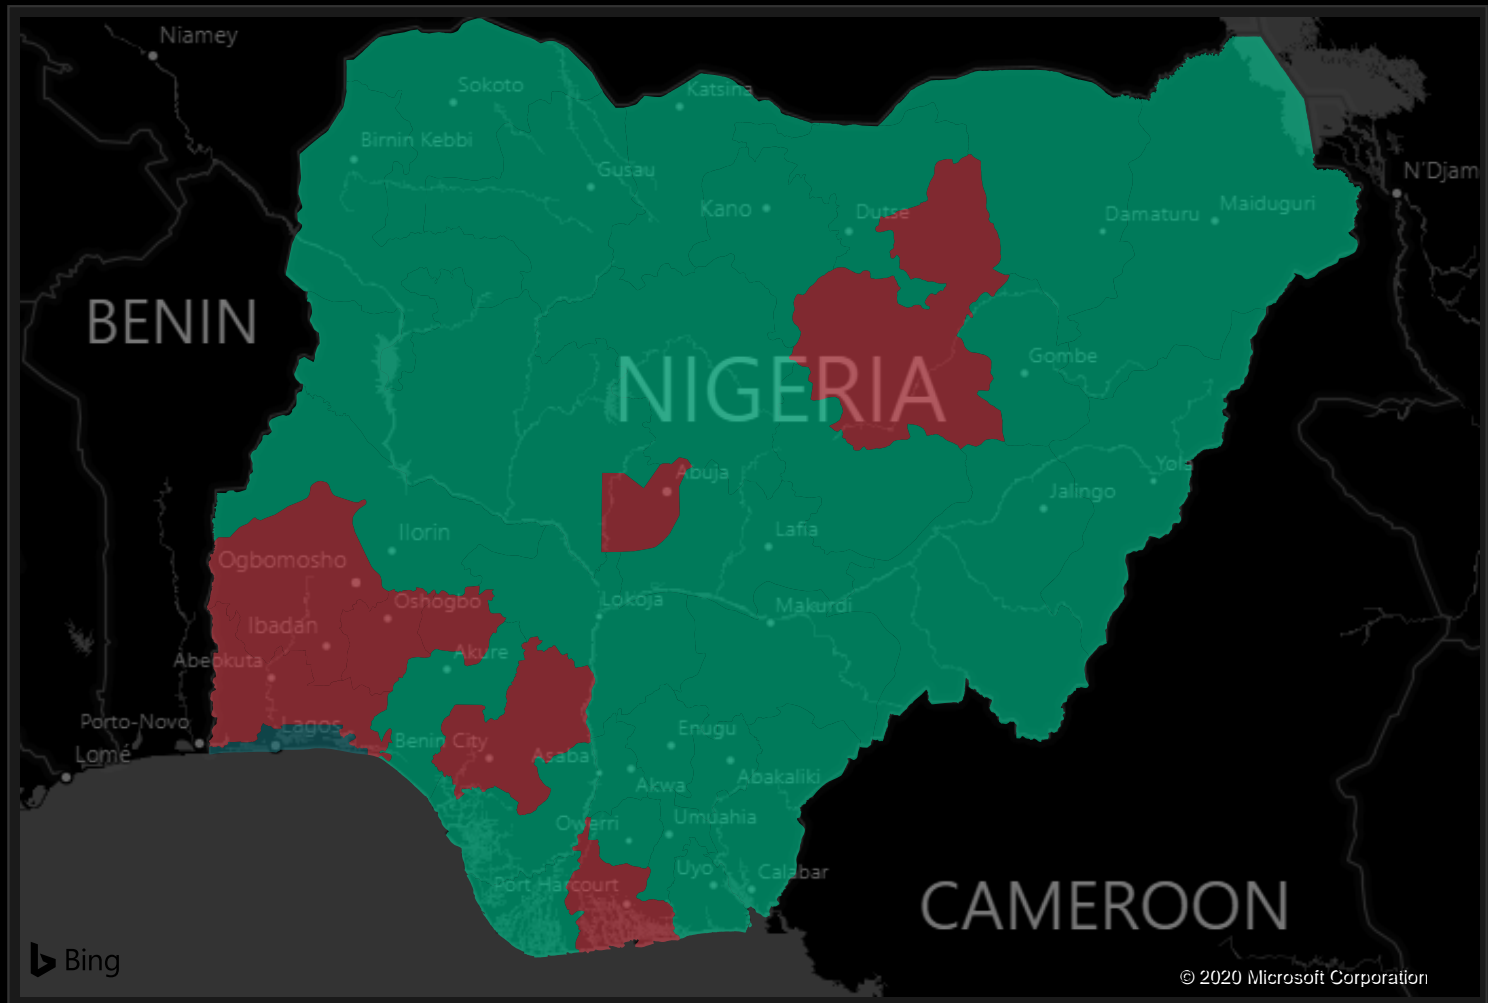 Niamey
Sokoto
Katsina
Birnin Kebbi
Gusau
N'Djam
Kano
Dutse
Damaturu
Maiduguri
BENIN
NIGERIA
Gombe
Abuja
Yola
Jalingo
Ilorin
Lafia
Ogbomosho
Oshogbo
Lokoja
Makurdi
Ibadan
Abeokuta
Akure
Porto-Novo
Lagos
Benin City
Enugu
Lomé
Asaba
Akwa
Abakaliki
Owerri
Umuahia
Port Harcourt
Uyo
Calabar
CAMEROON
Bing
© 2020 Microsoft Corporation